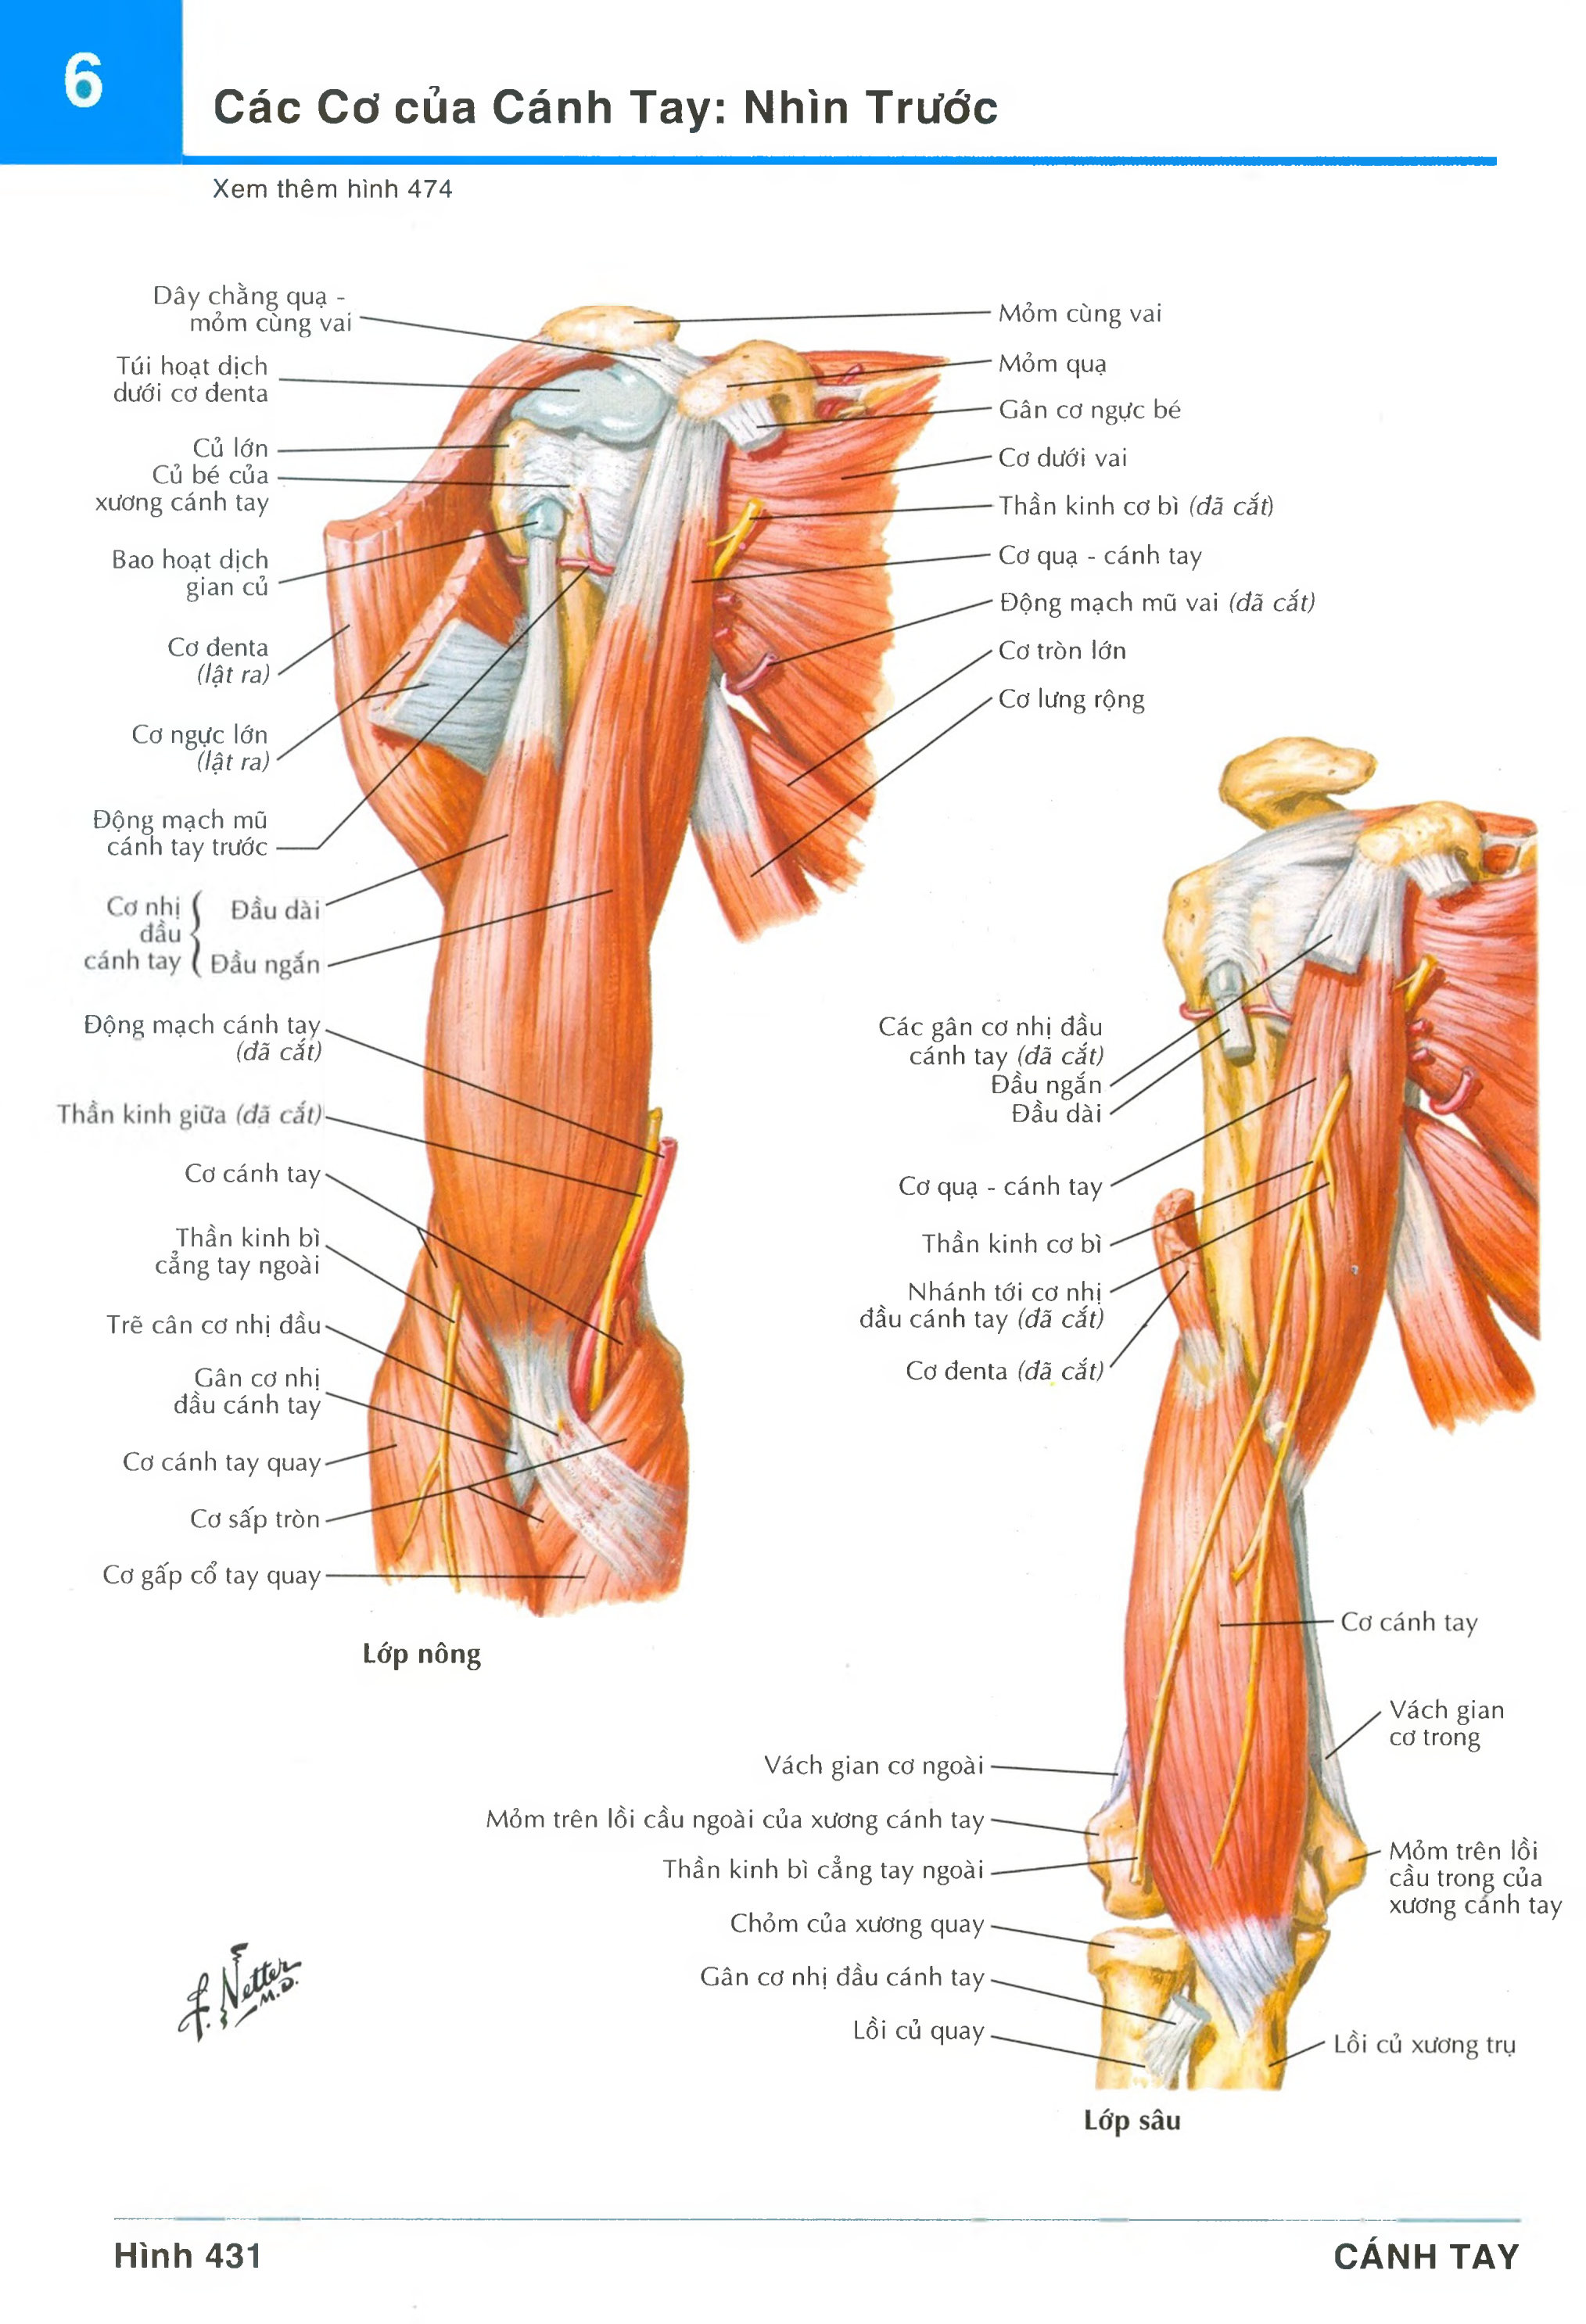 6
Các Cơ của Cánh Tay: Nhìn Trước
Xem thêm hình 474
Dây chằng quạ -
mỏm cùng vai
Túi hoạt dịch
dưới cơ denta
Củ lớn
Củ bé của
xương cánh tay
Bao hoạt dịch
gian củ
Cơ denta
(lật ra)
Cơ ngực lớn
(lật ra)
Động mạch mũ
cánh tay trước
Cơ nhị
đầu
cánh tay
Đầu dài
Đầu ngắn
Động mạch cánh tay
(đã cắt)
Thần kinh giữa (đã cắt)
Cơ cánh tay
Thần kinh bì
cẳng tay ngoài
Trẽ cân cơ nhị đầu
Gân cơ nhị
đầu cánh tay
Cơ cánh tay quay
Cơ sấp tròn
Cơ gấp cổ tay quay
Lớp nông
Mỏm cùng vai
Mỏm quạ
Gân cơ ngực bé
Cơ dưới vai
Thần kinh cơ bì (đã cắt)
Cơ quạ - cánh tay
Động mạch mũ vai (đã cắt)
Cơ tròn lớn
Cơ lưng rộng
Các gân cơ nhị đầu
cánh tay (đã cắt)
Đầu ngắn
Đầu dài
Cơ quạ - cánh tay
Thần kinh cơ bì
Nhánh tới cơ nhị
đầu cánh tay (đã cắt)
Cơ denta (đã cắt)
Cơ cánh tay
Vách gian
cơ trong
Vách gian cơ ngoài
Mỏm trên lồi cầu ngoài của xương cánh tay
Thần kinh bì cẳng tay ngoài
Chỏm của xương quay
Gân cơ nhị đầu cánh tay
Lồi củ quay
Mỏm trên lồi
cầu trong của
xương cánh tay
Lồi củ xương trụ
Lớp sâu
F. Netter
M.D.
Hình 431
CÁNH TAY